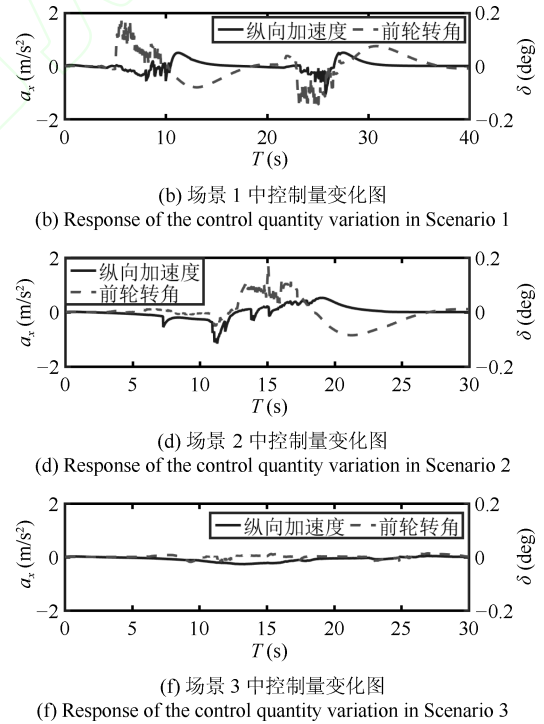 2 0.2
纵向加速度 前轮转角
0 0
−2 −0.2
0 10 20 30 40
aₓ (m/s²)
δ (deg)
T (s)
(b) 场景 1 中控制量变化图
(b) Response of the control quantity variation in Scenario 1
2 0.2
纵向加速度
前轮转角
0 0
−2 −0.2
0 5 10 15 20 25 30
aₓ (m/s²)
δ (deg)
T (s)
(d) 场景 2 中控制量变化图
(d) Response of the control quantity variation in Scenario 2
2 0.2
纵向加速度 前轮转角
0 0
−2 −0.2
0 5 10 15 20 25 30
aₓ (m/s²)
δ (deg)
T (s)
(f) 场景 3 中控制量变化图
(f) Response of the control quantity variation in Scenario 3